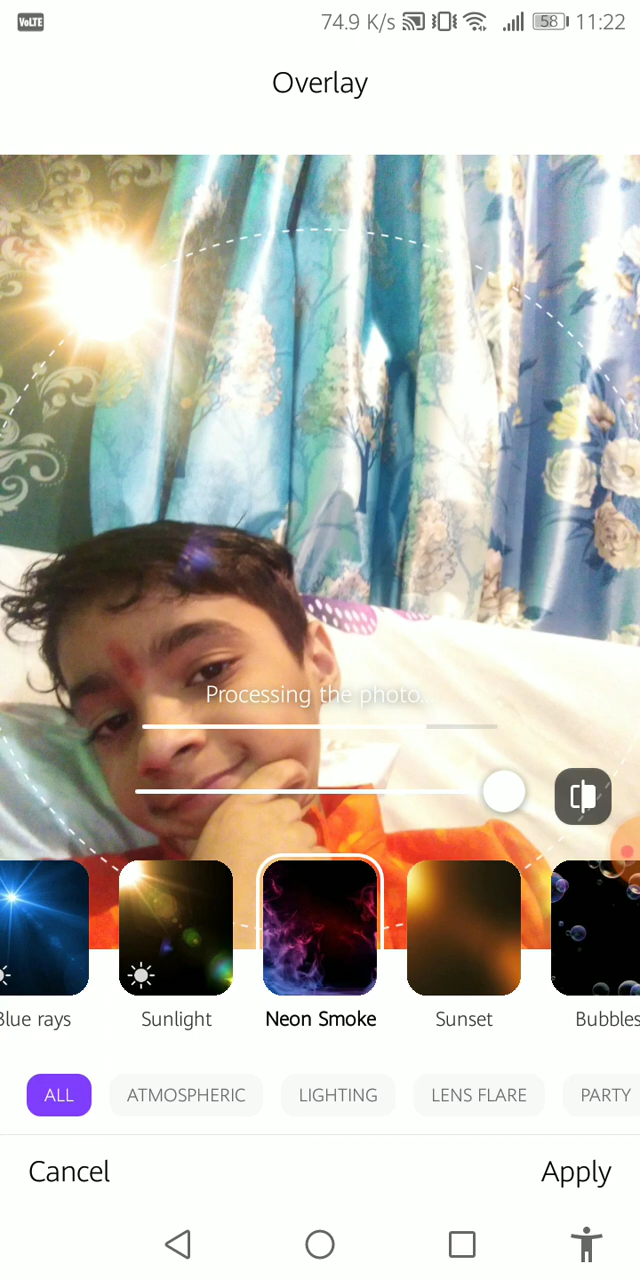 VoLTE 74.9 K/s 58 11:22
Overlay
Processing the photo...
Blue rays Sunlight Neon Smoke Sunset Bubbles
ALL ATMOSPHERIC LIGHTING LENS FLARE PARTY
Cancel Apply